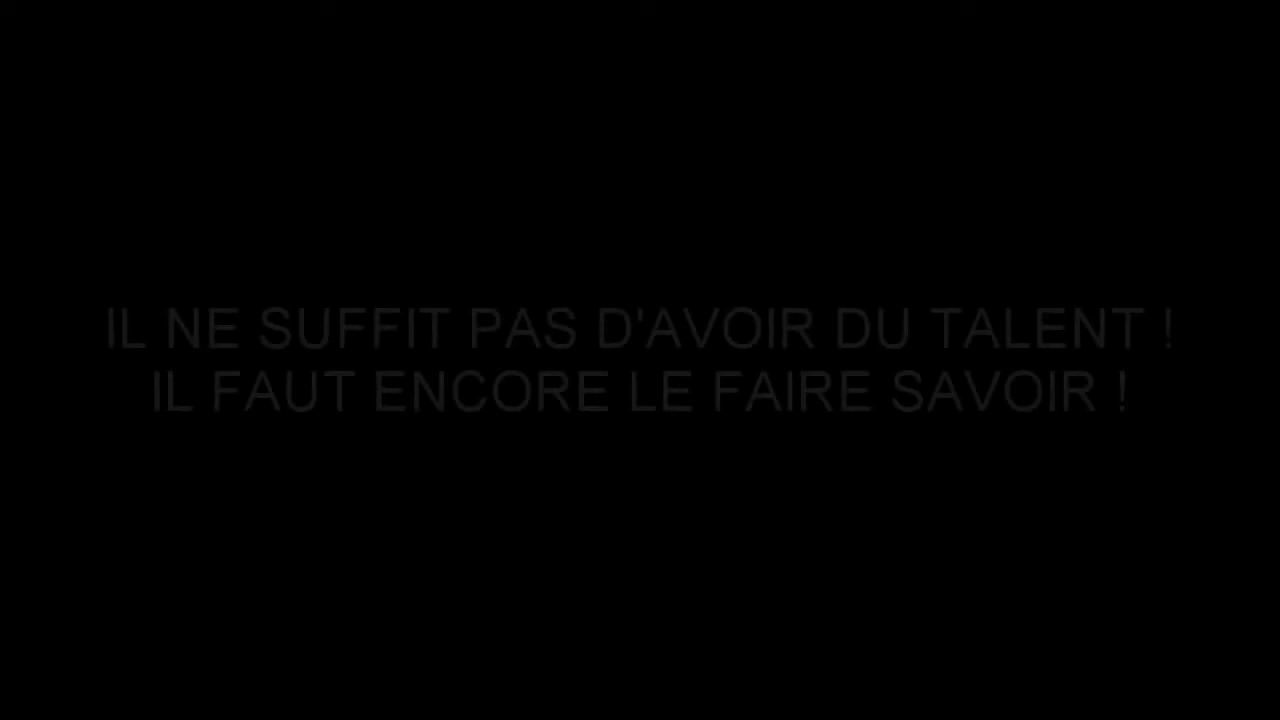 IL NE SUFFIT PAS D'AVOIR DU TALENT !
IL FAUT ENCORE LE FAIRE SAVOIR !